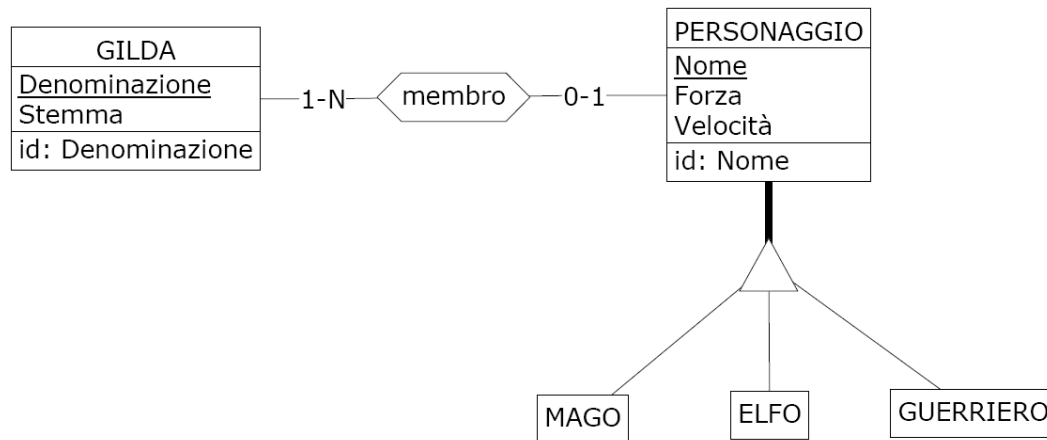 GILDA
Denominazione
Stemma
id: Denominazione
1-N
membro
0-1
PERSONAGGIO
Nome
Forza
Velocità
id: Nome
MAGO
ELFO
GUERRIERO